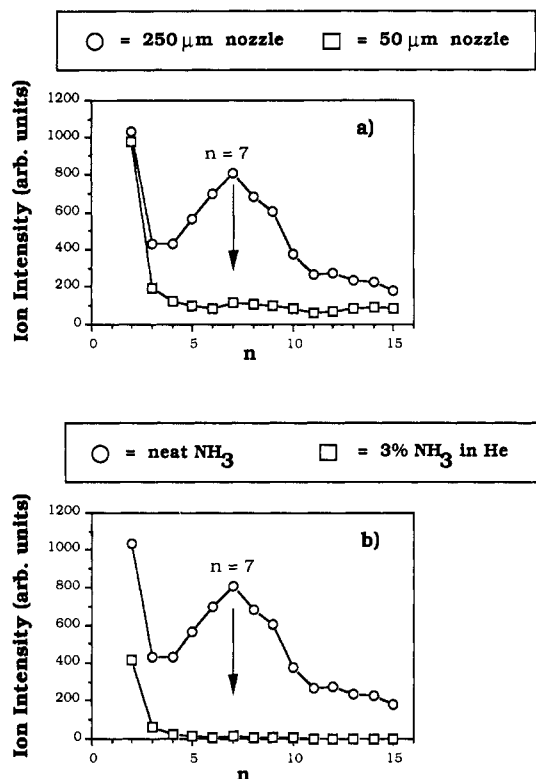 ○ = 250 μm nozzle □ = 50 μm nozzle
Ion Intensity (arb. units)
1200
1000
800
600
400
200
0
a)
n = 7
0 5 10 15
n
○ = neat NH₃ □ = 3% NH₃ in He
Ion Intensity (arb. units)
1200
1000
800
600
400
200
0
b)
n = 7
0 5 10 15
n